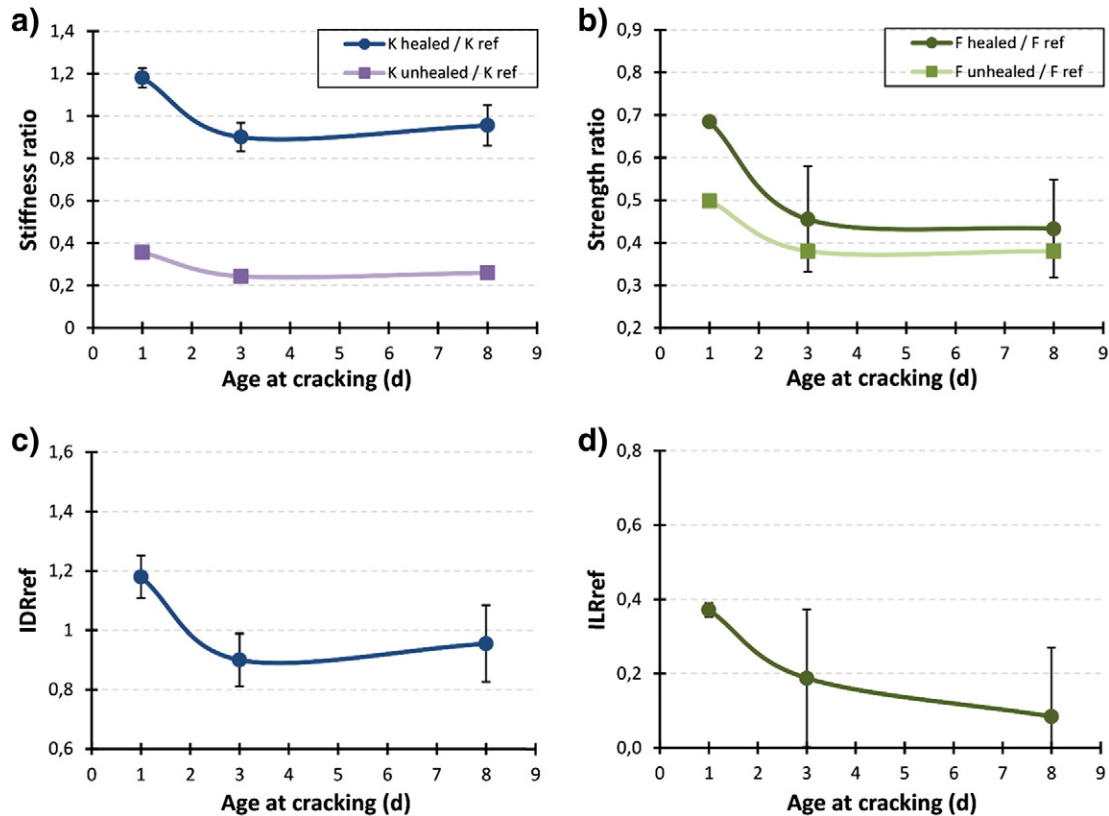 a)
1,4
1,2
1
0,8
0,6
0,4
0,2
0
Stiffness ratio
K healed / K ref
K unhealed / K ref
0 1 2 3 4 5 6 7 8 9
Age at cracking (d)
b)
0,9
0,8
0,7
0,6
0,5
0,4
0,3
0,2
Strength ratio
F healed / F ref
F unhealed / F ref
0 1 2 3 4 5 6 7 8 9
Age at cracking (d)
c)
1,6
1,4
1,2
1
0,8
0,6
IDRref
0 1 2 3 4 5 6 7 8 9
Age at cracking (d)
d)
0,8
0,6
0,4
0,2
0,0
ILRref
0 1 2 3 4 5 6 7 8 9
Age at cracking (d)